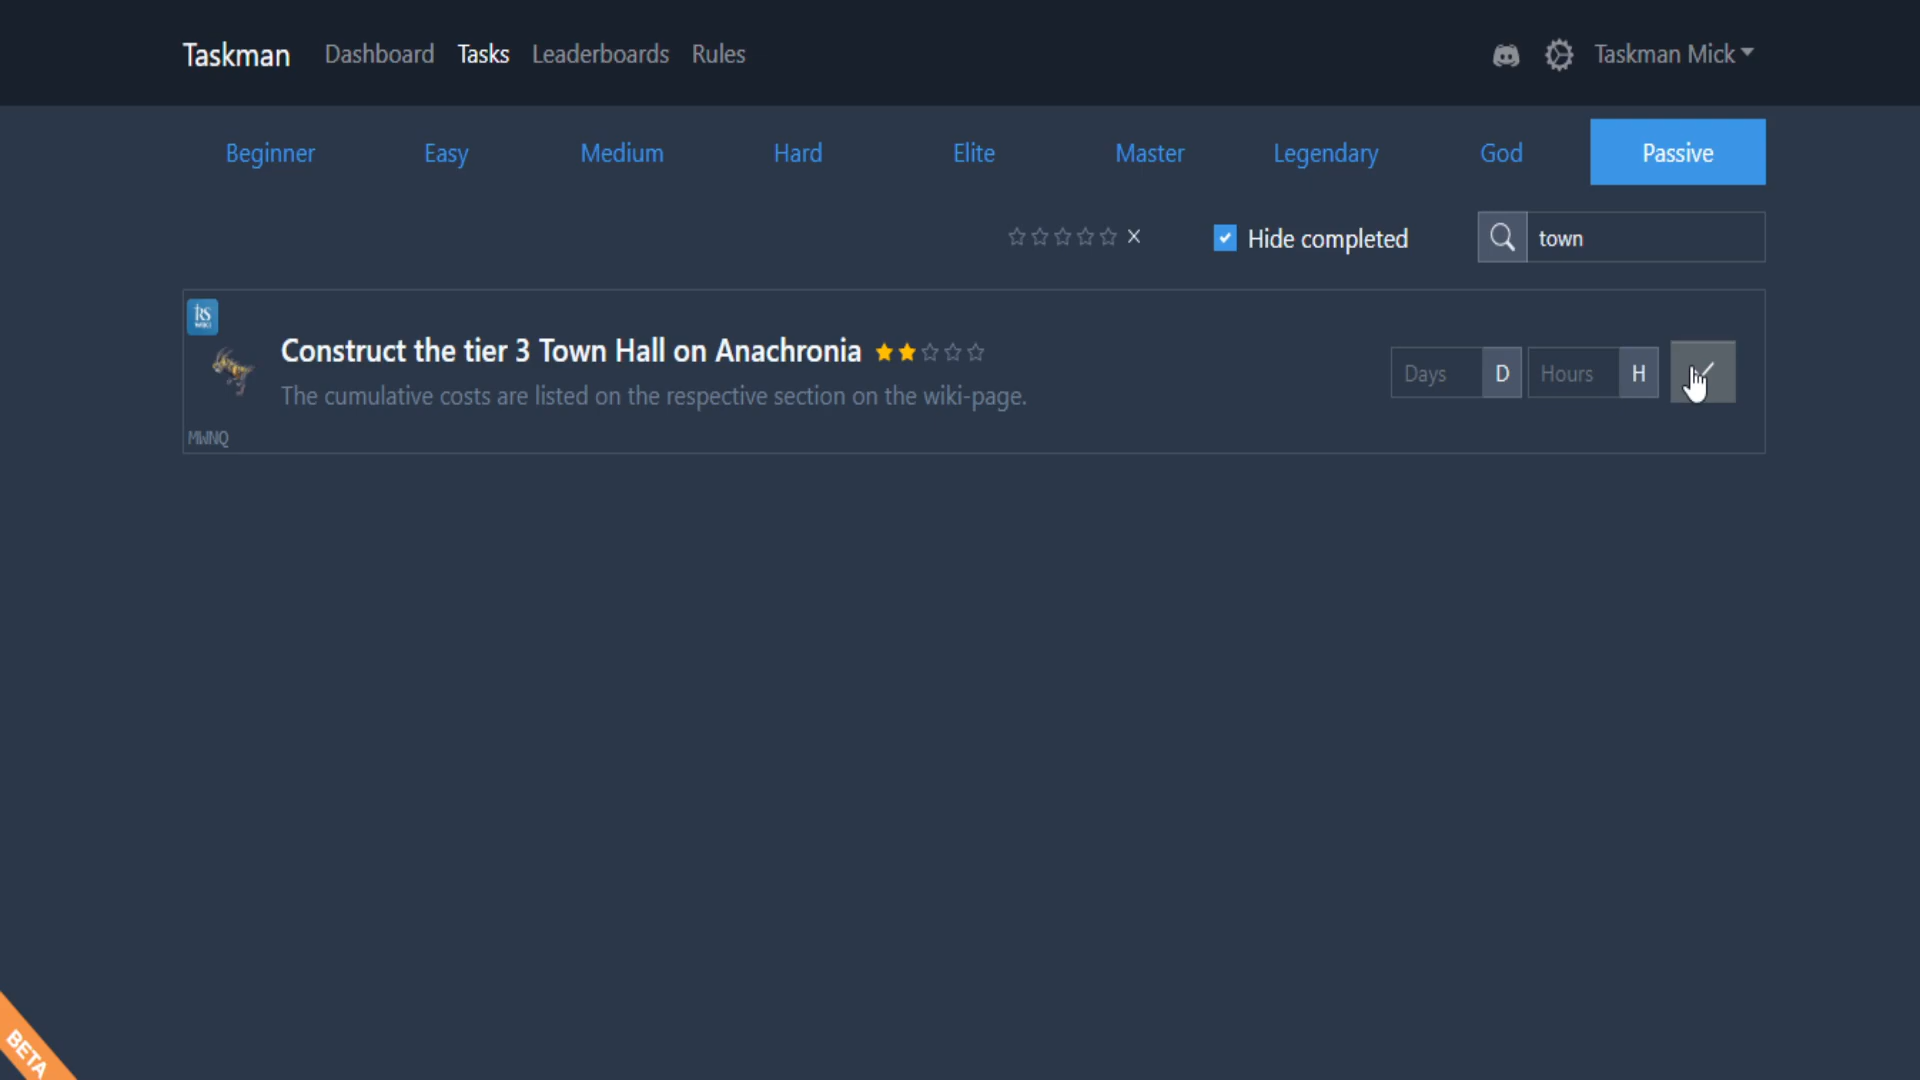 Taskman Dashboard Tasks Leaderboards Rules Taskman Mick
Beginner Easy Medium Hard Elite Master Legendary God Passive
X Hide completed town
RS
WIKI
Construct the tier 3 Town Hall on Anachronia
The cumulative costs are listed on the respective section on the wiki-page.
Days D Hours H
MWNQ
BETA